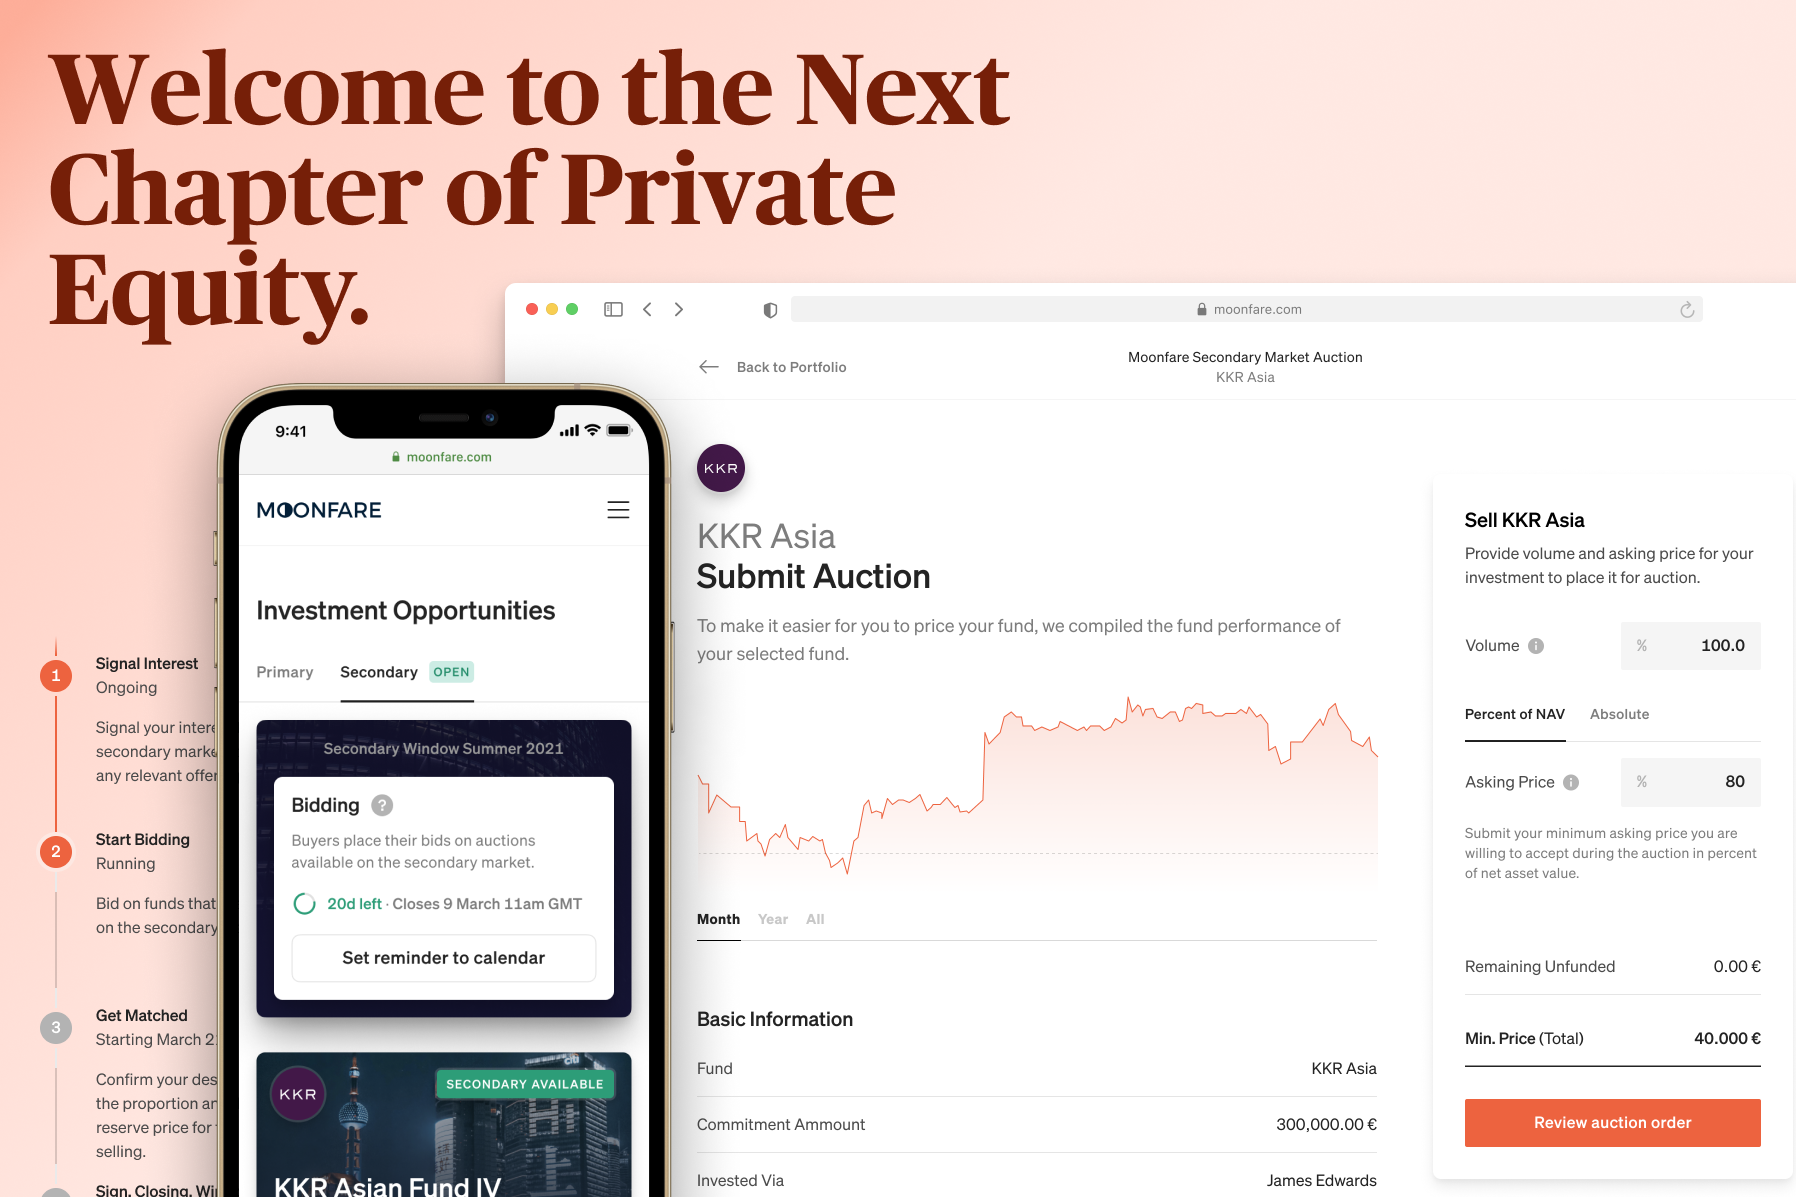 Welcome to the Next
Chapter of Private
Equity.
moonfare.com
Back to Portfolio
Moonfare Secondary Market Auction
KKR Asia
KKR
KKR Asia
Submit Auction
To make it easier for you to price your fund, we compiled the fund performance of
your selected fund.
Month Year All
Basic Information
Fund KKR Asia
Commitment Ammount 300,000.00 €
Invested Via James Edwards
Sell KKR Asia
Provide volume and asking price for your
investment to place it for auction.
Volume % 100.0
Percent of NAV Absolute
Asking Price % 80
Submit your minimum asking price you are
willing to accept during the auction in percent
of net asset value.
Remaining Unfunded 0.00 €
Min. Price (Total) 40.000 €
Review auction order
9:41
moonfare.com
MOONFARE
Investment Opportunities
Primary Secondary OPEN
Secondary Window Summer 2021
Bidding ?
Buyers place their bids on auctions
available on the secondary market.
20d left · Closes 9 March 11am GMT
Set reminder to calendar
citi
KKR
SECONDARY AVAILABLE
KKR Asian Fund IV
1
Signal Interest
Ongoing
Signal your
secondary
any relevant
2
Start Bidding
Running
Bid on funds that
on the secondary
3
Get Matched
Starting March
Confirm your
the proportion
reserve price for
selling.
Sign, Closing,